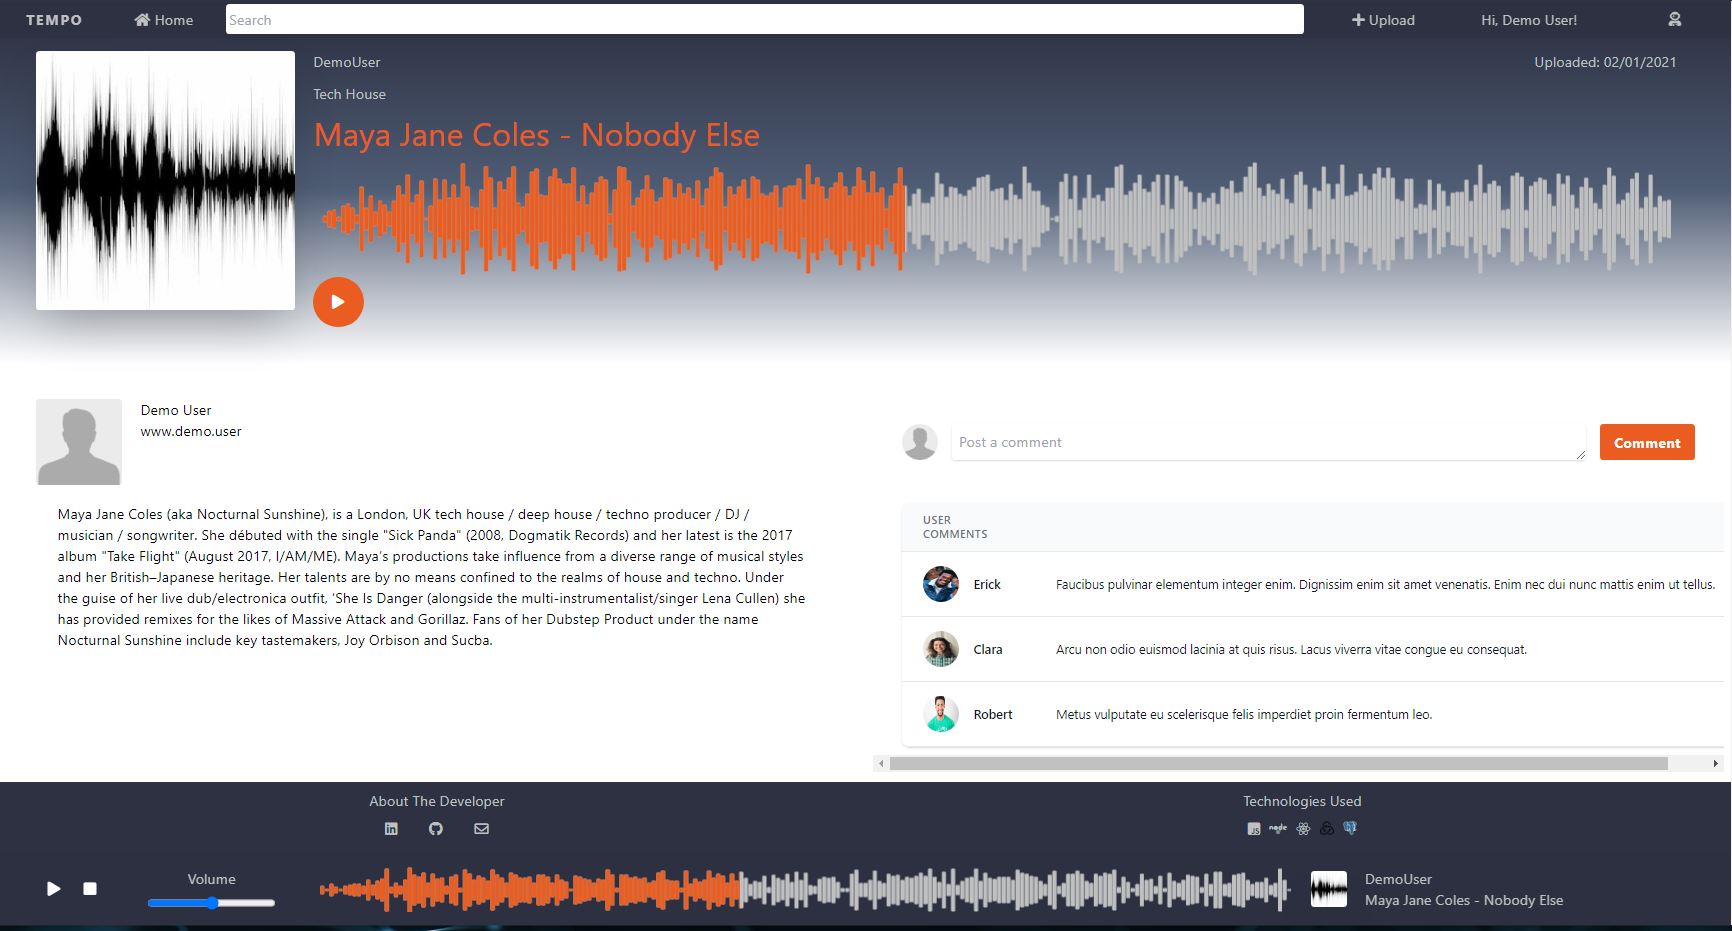 TEMPO Home Search Upload Hi, Demo User!
DemoUser Uploaded: 02/01/2021
Tech House
Maya Jane Coles - Nobody Else
Demo User
www.demo.user
Post a comment Comment
Maya Jane Coles (aka Nocturnal Sunshine), is a London, UK tech house / deep house / techno producer / DJ /
musician / songwriter. She débuted with the single "Sick Panda" (2008, Dogmatik Records) and her latest is the 2017
album "Take Flight" (August 2017, I/AM/ME). Maya's productions take influence from a diverse range of musical styles
and her British–Japanese heritage. Her talents are by no means confined to the realms of house and techno. Under
the guise of her live dub/electronica outfit, 'She Is Danger (alongside the multi-instrumentalist/singer Lena Cullen) she
has provided remixes for the likes of Massive Attack and Gorillaz. Fans of her Dubstep Product under the name
Nocturnal Sunshine include key tastemakers, Joy Orbison and Sucba.
USER
COMMENTS
Erick Faucibus pulvinar elementum integer enim. Dignissim enim sit amet venenatis. Enim nec dui nunc mattis enim ut tellus.
Clara Arcu non odio euismod lacinia at quis risus. Lacus viverra vitae congue eu consequat.
Robert Metus vulputate eu scelerisque felis imperdiet proin fermentum leo.
About The Developer Technologies Used
JS node
Volume
DemoUser
Maya Jane Coles - Nobody Else